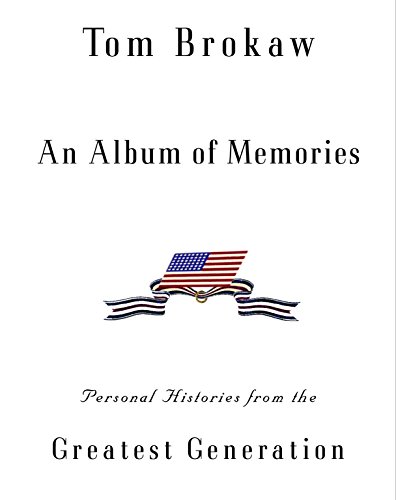 Tom Brokaw
An Album of Memories
Personal Histories from the
Greatest Generation